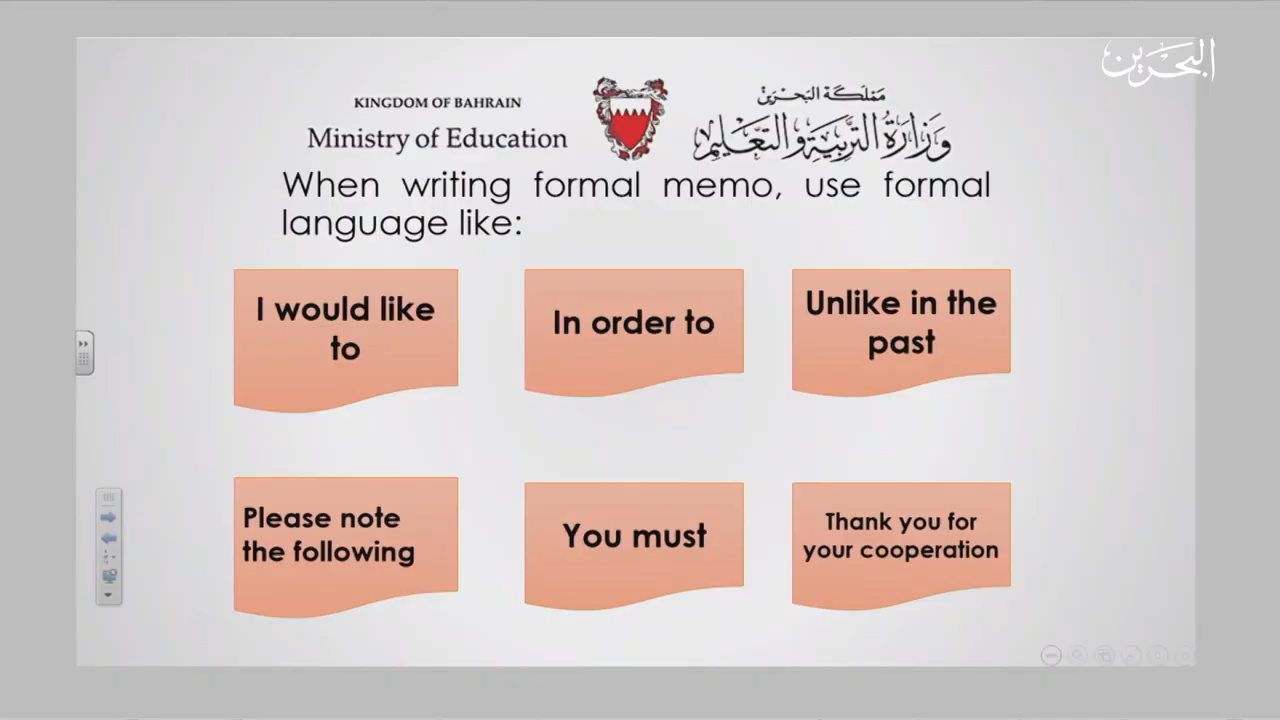 البحرين
KINGDOM OF BAHRAIN
مملكة البحرين
Ministry of Education
وزارة التربية والتعليم
When writing formal memo, use formal
language like:
I would like
to
In order to
Unlike in the
past
Please note
the following
You must
Thank you for
your cooperation